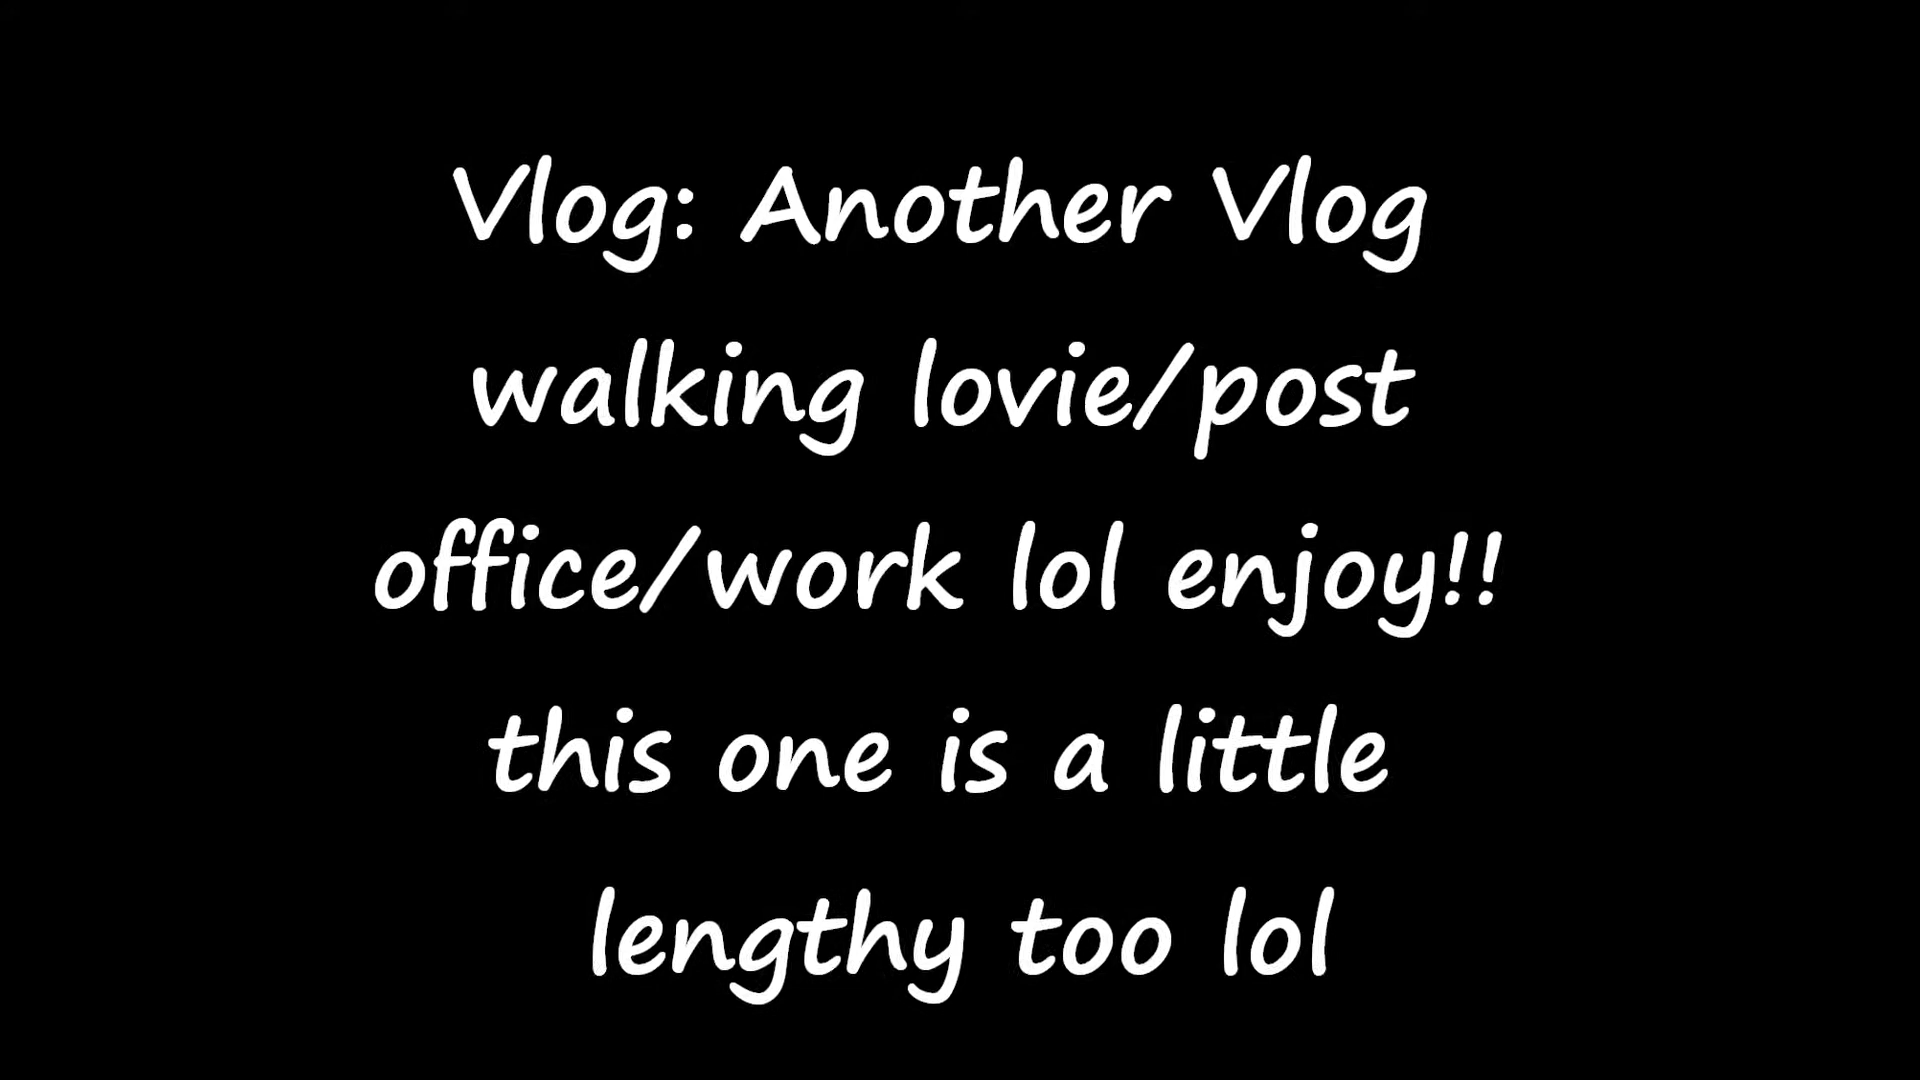 Vlog: Another Vlog
walking lovie/post
office/work lol enjoy!!
this one is a little
lengthy too lol